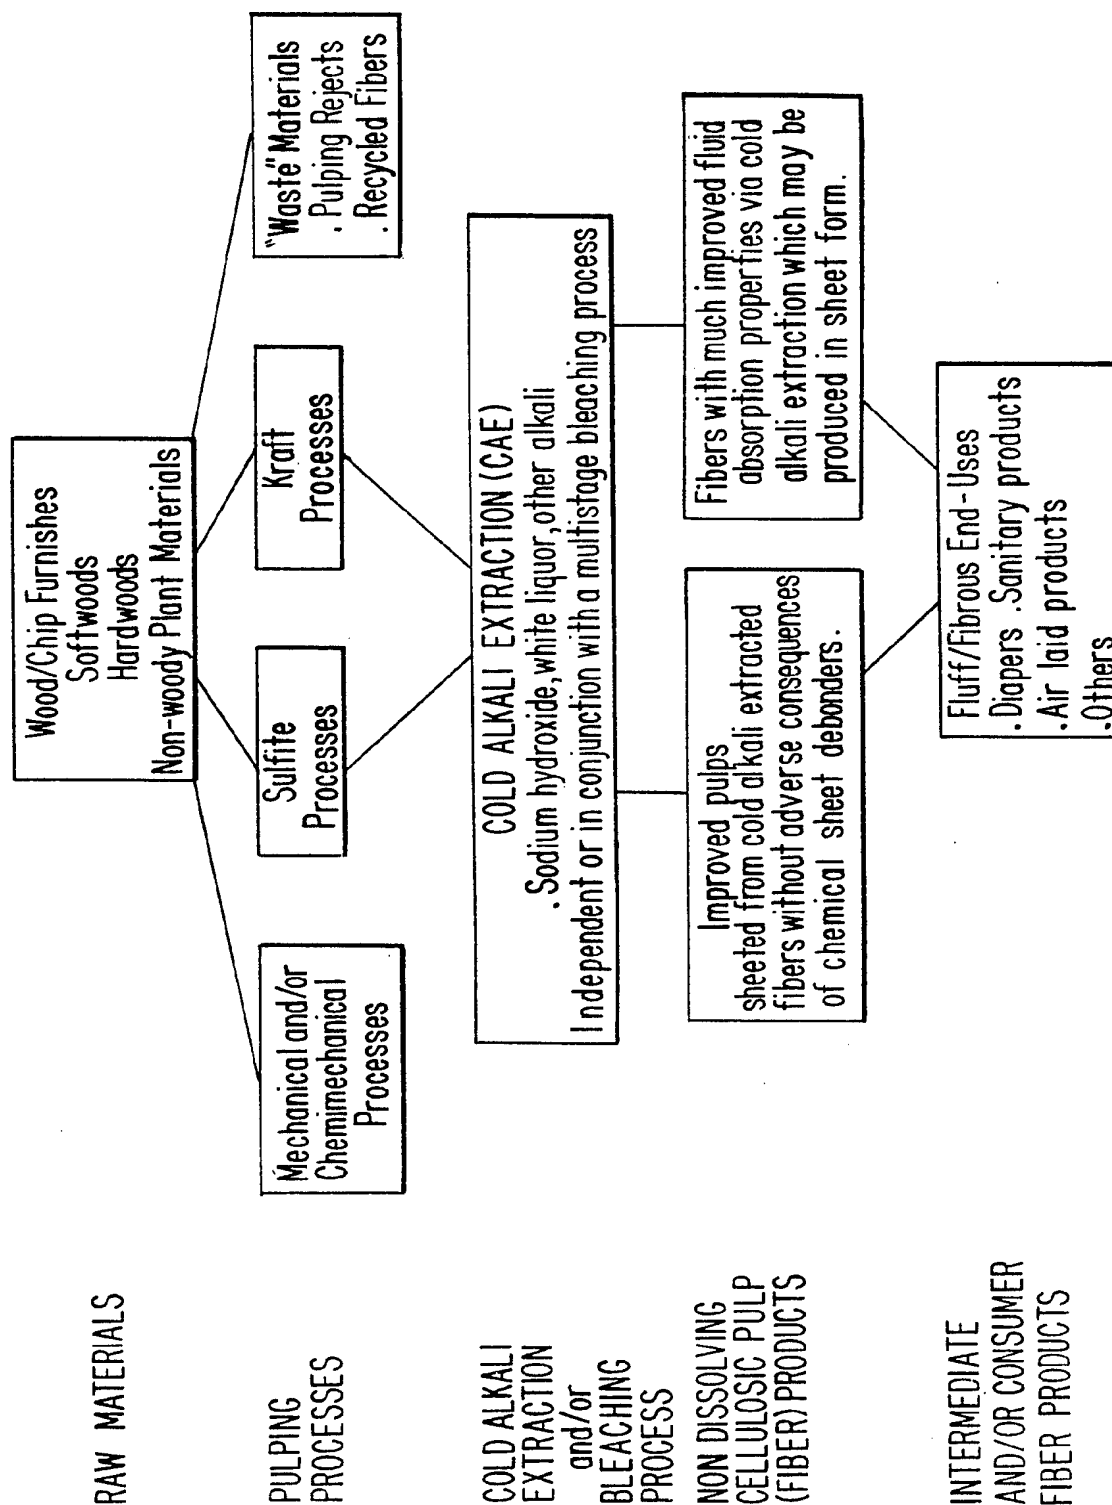 RAW MATERIALS
Wood/Chip Furnishes
Softwoods
Hardwoods
Non-woody Plant Materials
PULPING
PROCESSES
Mechanical and/or
Chemimechanical
Processes
Sulfite
Processes
Kraft
Processes
"Waste" Materials
. Pulping Rejects
. Recycled Fibers
COLD ALKALI
EXTRACTION
and/or
BLEACHING
PROCESS
COLD ALKALI EXTRACTION (CAE)
. Sodium hydroxide, white liquor, other alkali
Independent or in conjunction with a multistage bleaching process
NON DISSOLVING
CELLULOSIC PULP
(FIBER) PRODUCTS
Improved pulps
sheeted from cold alkali extracted
fibers without adverse consequences
of chemical sheet debonders.
Fibers with much improved fluid
absorption properties via cold
alkali extraction which may be
produced in sheet form.
INTERMEDIATE
AND/OR CONSUMER
FIBER PRODUCTS
Fluff/Fibrous End-Uses
. Diapers . Sanitary products
. Air laid products
. Others